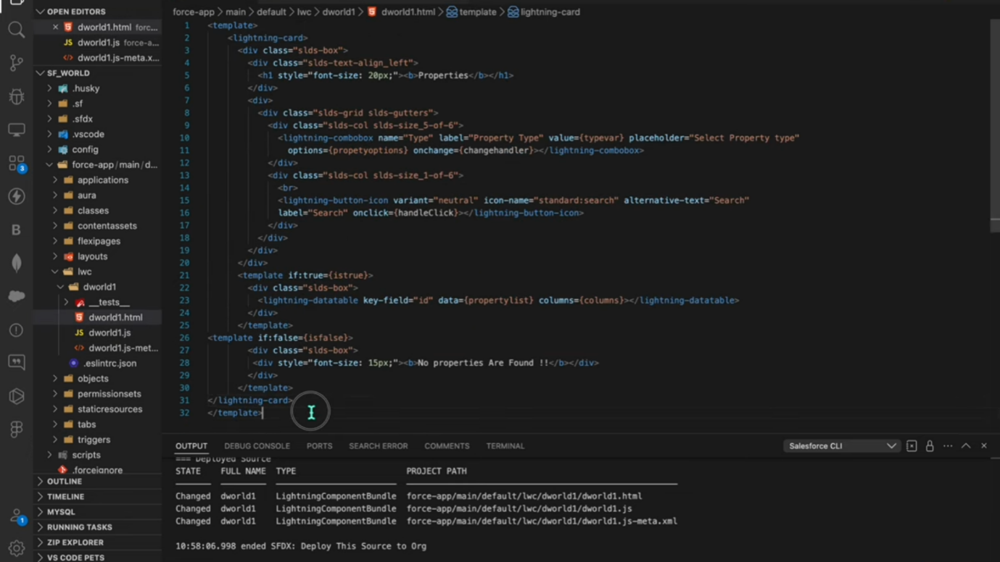 OPEN EDITORS
dworld1.html forc...
dworld1.js force-a...
dworld1.js-meta.x...
SF_WORLD
.husky
.sf
.sfdx
.vscode
config
force-app/main/d...
applications
aura
classes
contentassets
flexipages
layouts
lwc
dworld1
__tests__
dworld1.html
JS dworld1.js
dworld1.js-met...
.eslintrc.json
objects
permissionsets
staticresources
tabs
triggers
scripts
.forceignore
OUTLINE
TIMELINE
MYSQL
RUNNING TASKS
ZIP EXPLORER
VS CODE PETS
3
1
force-app > main > default > lwc > dworld1 > dworld1.html > template > lightning-card
1 <template>
2 <lightning-card>
3 <div class="slds-box">
4 <div class="slds-text-align_left">
5 <h1 style="font-size: 20px;"><b>Properties</b></h1>
6 </div>
7 <div>
8 <div class="slds-grid slds-gutters">
9 <div class="slds-col slds-size_5-of-6">
10 <lightning-combobox name="Type" label="Property Type" value={typevar} placeholder="Select Property type"
11 options={propetyoptions} onchange={changehandler}></lightning-combobox>
12 </div>
13 <div class="slds-col slds-size_1-of-6">
14 <br>
15 <lightning-button-icon variant="neutral" icon-name="standard:search" alternative-text="Search"
16 label="Search" onclick={handleClick}></lightning-button-icon>
17 </div>
18 </div>
19 </div>
20 </div>
21 <template if:true={istrue}>
22 <div class="slds-box">
23 <lightning-datatable key-field="id" data={propertylist} columns={columns}></lightning-datatable>
24 </div>
25 </template>
26 <template if:false={isfalse}>
27 <div class="slds-box">
28 <div style="font-size: 15px;"><b>No properties Are Found !!</b></div>
29 </div>
30 </template>
31 </lightning-card>
32 </template>
OUTPUT DEBUG CONSOLE PORTS SEARCH ERROR COMMENTS TERMINAL Salesforce CLI
=== Deployed Source
STATE FULL NAME TYPE PROJECT PATH
Changed dworld1 LightningComponentBundle force-app/main/default/lwc/dworld1/dworld1.html
Changed dworld1 LightningComponentBundle force-app/main/default/lwc/dworld1/dworld1.js
Changed dworld1 LightningComponentBundle force-app/main/default/lwc/dworld1/dworld1.js-meta.xml
10:58:06.998 ended SFDX: Deploy This Source to Org